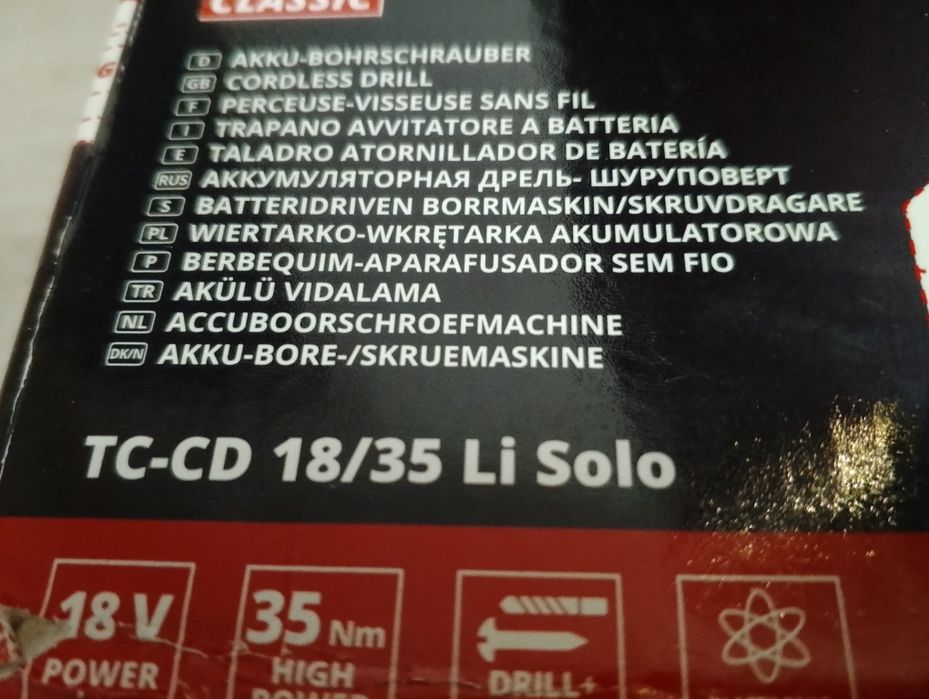 CLASSIC
D AKKU-BOHRSCHRAUBER
GB CORDLESS DRILL
F PERCEUSE-VISSEUSE SANS FIL
I TRAPANO AVVITATORE A BATTERIA
E TALADRO ATORNILLADOR DE BATERÍA
RUS АККУМУЛЯТОРНАЯ ДРЕЛЬ- ШУРУПОВЕРТ
S BATTERIDRIVEN BORRMASKIN/SKRUVDRAGARE
PL WIERTARKO-WKRĘTARKA AKUMULATOROWA
P BERBEQUIM-APARAFUSADOR SEM FIO
TR AKÜLÜ VIDALAMA
NL ACCUBOORSCHROEFMACHINE
DK/N AKKU-BORE-/SKRUEMASKINE
TC-CD 18/35 Li Solo
18 V
POWER
35 Nm
HIGH
POWER
DRILL+